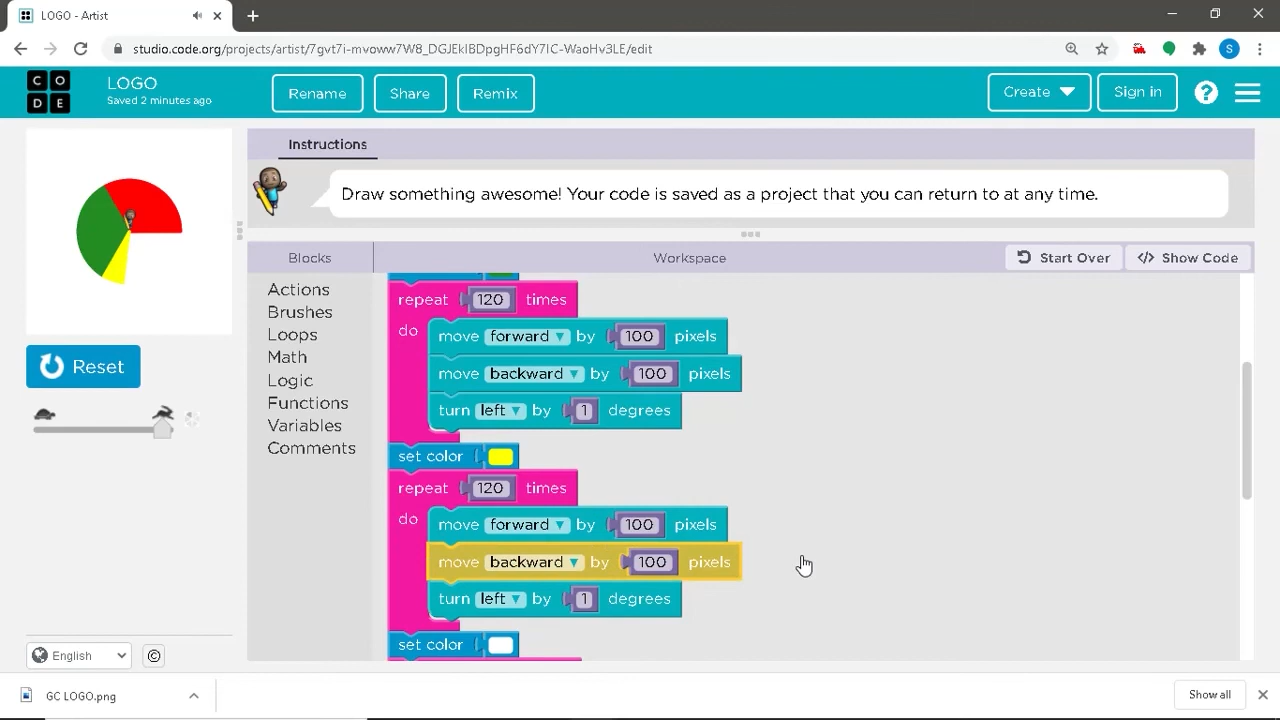 LOGO - Artist
studio.code.org/projects/artist/7gvt7i-mvoww7W8_DGJEkIBDpgHF6dY7IC-WaoHv3LE/edit
S
C O
D E
LOGO
Saved 2 minutes ago
Rename
Share
Remix
Create
Sign in
?
Instructions
Draw something awesome! Your code is saved as a project that you can return to at any time.
Blocks
Workspace
Start Over
</> Show Code
Actions
Brushes
Loops
Math
Logic
Functions
Variables
Comments
repeat 120 times
do
move forward by 100 pixels
move backward by 100 pixels
turn left by 1 degrees
set color
repeat 120 times
do
move forward by 100 pixels
move backward by 100 pixels
turn left by 1 degrees
set color
Reset
English
©
GC LOGO.png
Show all